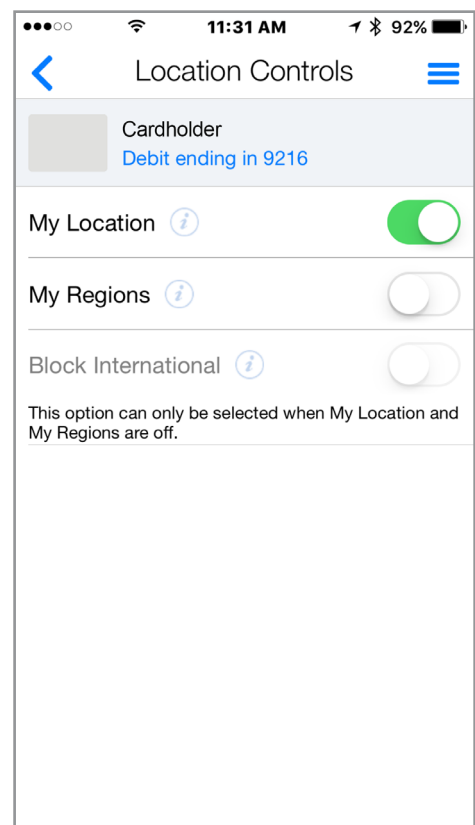 11:31 AM 92%
Location Controls
Cardholder
Debit ending in 9216
My Location i
My Regions i
Block International i
This option can only be selected when My Location and
My Regions are off.